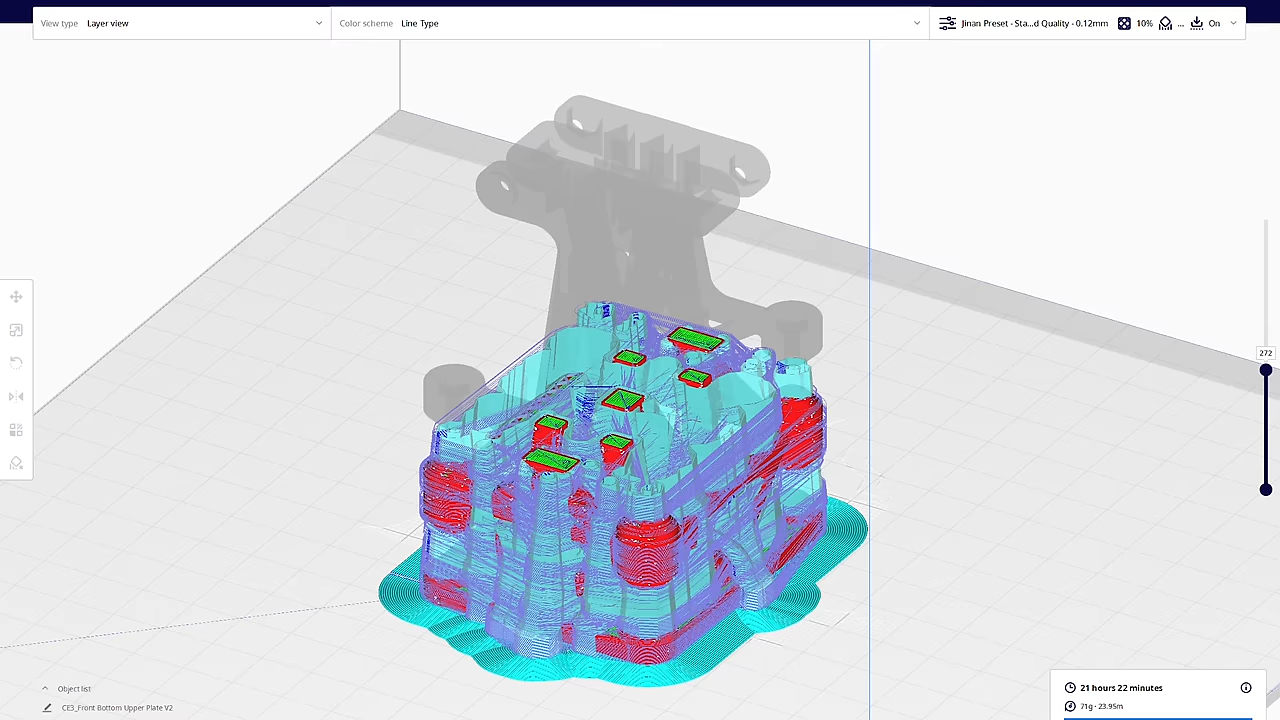 View type Layer view
Color scheme Line Type
Jinan Preset - Sta...d Quality - 0.12mm 10% ... On
272
21 hours 22 minutes
71g · 23.95m
Object list
CE3_Front Bottom Upper Plate V2